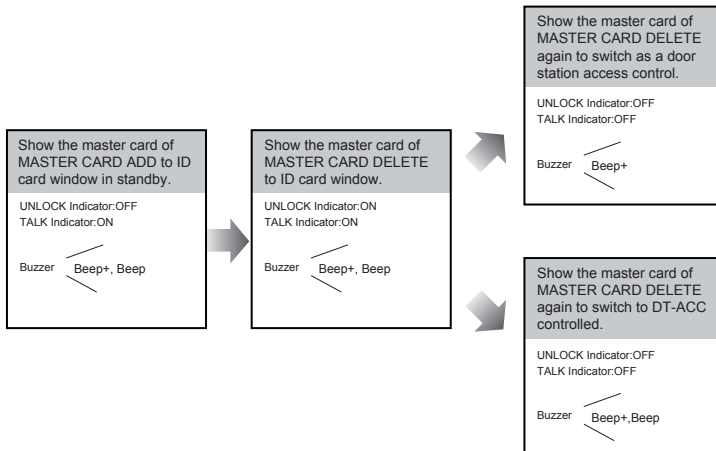 Show the master card of
MASTER CARD ADD to ID
card window in standby.
UNLOCK Indicator:OFF
TALK Indicator:ON
Buzzer Beep+, Beep
Show the master card of
MASTER CARD DELETE
to ID card window.
UNLOCK Indicator:ON
TALK Indicator:ON
Buzzer Beep+, Beep
Show the master card of
MASTER CARD DELETE
again to switch as a door
station access control.
UNLOCK Indicator:OFF
TALK Indicator:OFF
Buzzer Beep+
Show the master card of
MASTER CARD DELETE
again to switch to DT-ACC
controlled.
UNLOCK Indicator:OFF
TALK Indicator:OFF
Buzzer Beep+,Beep